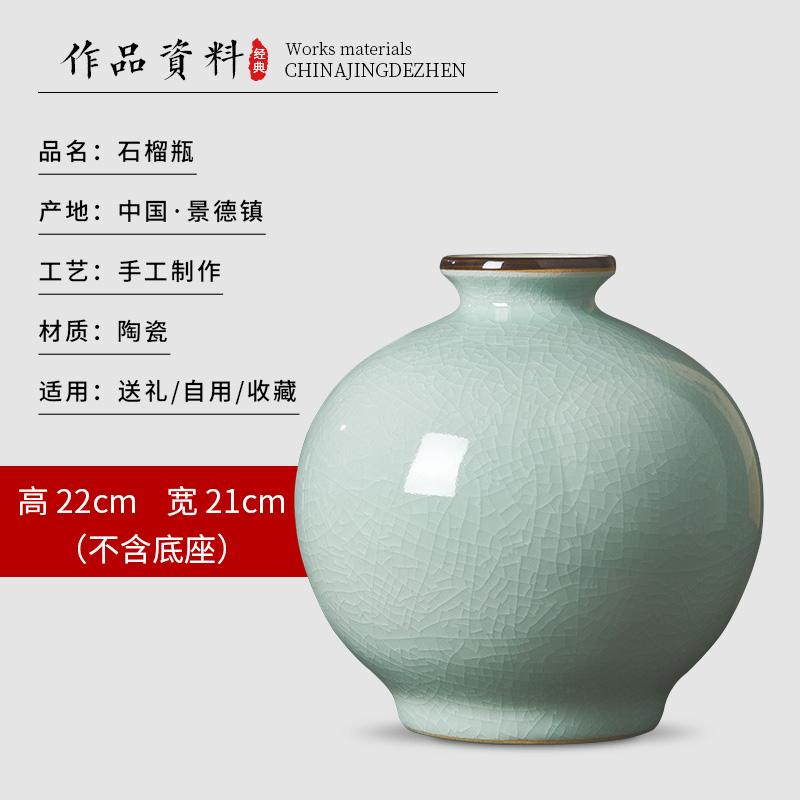 作品資料
经典
Works materials
CHINAJINGDEZHEN
品名：石榴瓶
产地：中国·景德镇
工艺：手工制作
材质：陶瓷
适用：送礼/自用/收藏
高 22cm 宽 21cm
（不含底座）